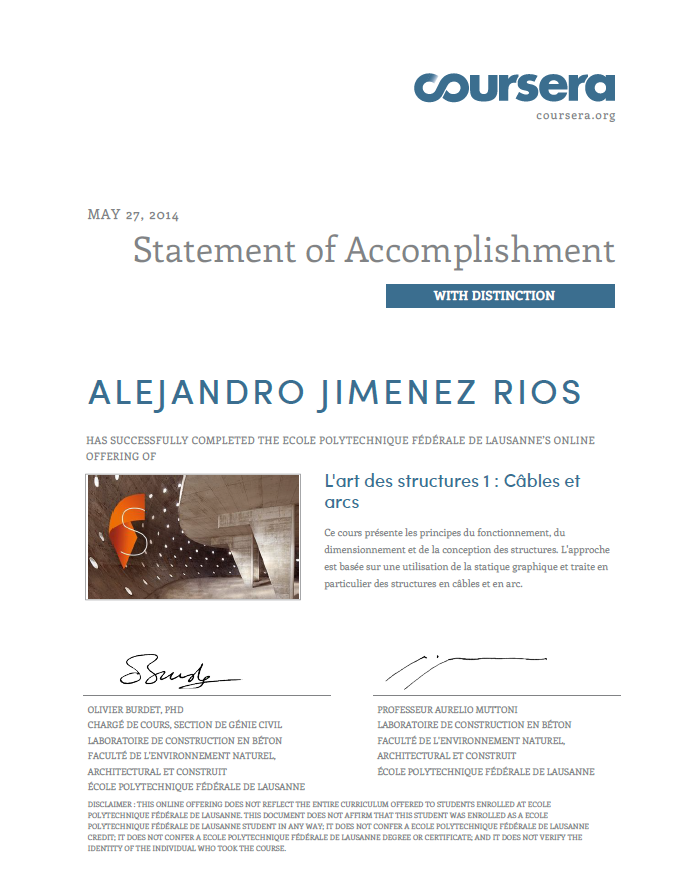 coursera
coursera.org
MAY 27, 2014
Statement of Accomplishment
WITH DISTINCTION
ALEJANDRO JIMENEZ RIOS
HAS SUCCESSFULLY COMPLETED THE ECOLE POLYTECHNIQUE FÉDÉRALE DE LAUSANNE'S ONLINE
OFFERING OF
S
L'art des structures 1 : Câbles et
arcs
Ce cours présente les principes du fonctionnement, du
dimensionnement et de la conception des structures. L'approche
est basée sur une utilisation de la statique graphique et traite en
particulier des structures en câbles et en arc.
OLIVIER BURDET, PHD
CHARGÉ DE COURS, SECTION DE GÉNIE CIVIL
LABORATOIRE DE CONSTRUCTION EN BÉTON
FACULTÉ DE L'ENVIRONNEMENT NATUREL,
ARCHITECTURAL ET CONSTRUIT
ÉCOLE POLYTECHNIQUE FÉDÉRALE DE LAUSANNE
PROFESSEUR AURELIO MUTTONI
LABORATOIRE DE CONSTRUCTION EN BÉTON
FACULTÉ DE L'ENVIRONNEMENT NATUREL,
ARCHITECTURAL ET CONSTRUIT
ÉCOLE POLYTECHNIQUE FÉDÉRALE DE LAUSANNE
DISCLAIMER : THIS ONLINE OFFERING DOES NOT REFLECT THE ENTIRE CURRICULUM OFFERED TO STUDENTS ENROLLED AT ECOLE
POLYTECHNIQUE FÉDÉRALE DE LAUSANNE. THIS DOCUMENT DOES NOT AFFIRM THAT THIS STUDENT WAS ENROLLED AS A ECOLE
POLYTECHNIQUE FÉDÉRALE DE LAUSANNE STUDENT IN ANY WAY; IT DOES NOT CONFER A ECOLE POLYTECHNIQUE FÉDÉRALE DE LAUSANNE
CREDIT; IT DOES NOT CONFER A ECOLE POLYTECHNIQUE FÉDÉRALE DE LAUSANNE DEGREE OR CERTIFICATE; AND IT DOES NOT VERIFY THE
IDENTITY OF THE INDIVIDUAL WHO TOOK THE COURSE.